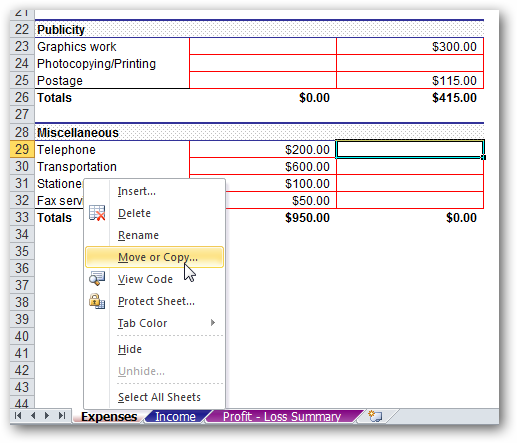 21
22 Publicity
23 Graphics work $300.00
24 Photocopying/Printing
25 Postage $115.00
26 Totals $0.00 $415.00
27
28 Miscellaneous
29 Telephone $200.00
30 Transportation $600.00
31 Statione $100.00
32 Fax serv $50.00
33 Totals $950.00 $0.00
34
35
36
37
38
39
40
41
42
43
44
Insert...
Delete
Rename
Move or Copy...
View Code
Protect Sheet...
Tab Color
Hide
Unhide...
Select All Sheets
Expenses Income Profit - Loss Summary